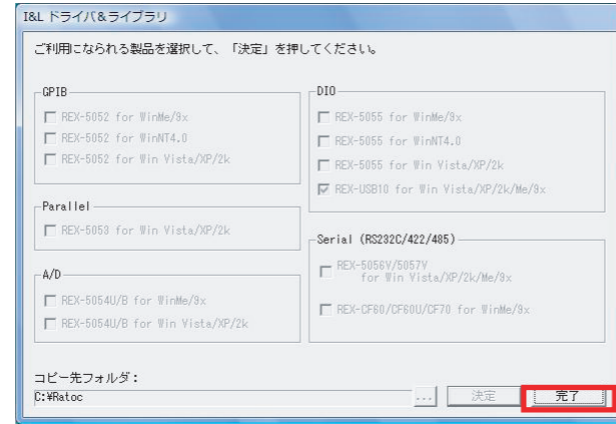 I&L ドライバ&ライブラリ
ご利用になられる製品を選択して、「決定」を押してください。
GPIB
REX-5052 for WinMe/9x
REX-5052 for WinNT4.0
REX-5052 for Win Vista/XP/2k
Parallel
REX-5053 for Win Vista/XP/2k
A/D
REX-5054U/B for WinMe/9x
REX-5054U/B for Win Vista/XP/2k
DIO
REX-5055 for WinMe/9x
REX-5055 for WinNT4.0
REX-5055 for Win Vista/XP/2k
REX-USB10 for Win Vista/XP/2k/Me/9x
Serial (RS232C/422/485)
REX-5056V/5057V
for Win Vista/XP/2k/Me/9x
REX-CF60/CF60U/CF70 for WinMe/9x
コピー先フォルダ:
C:¥Ratoc
...
決定
完了